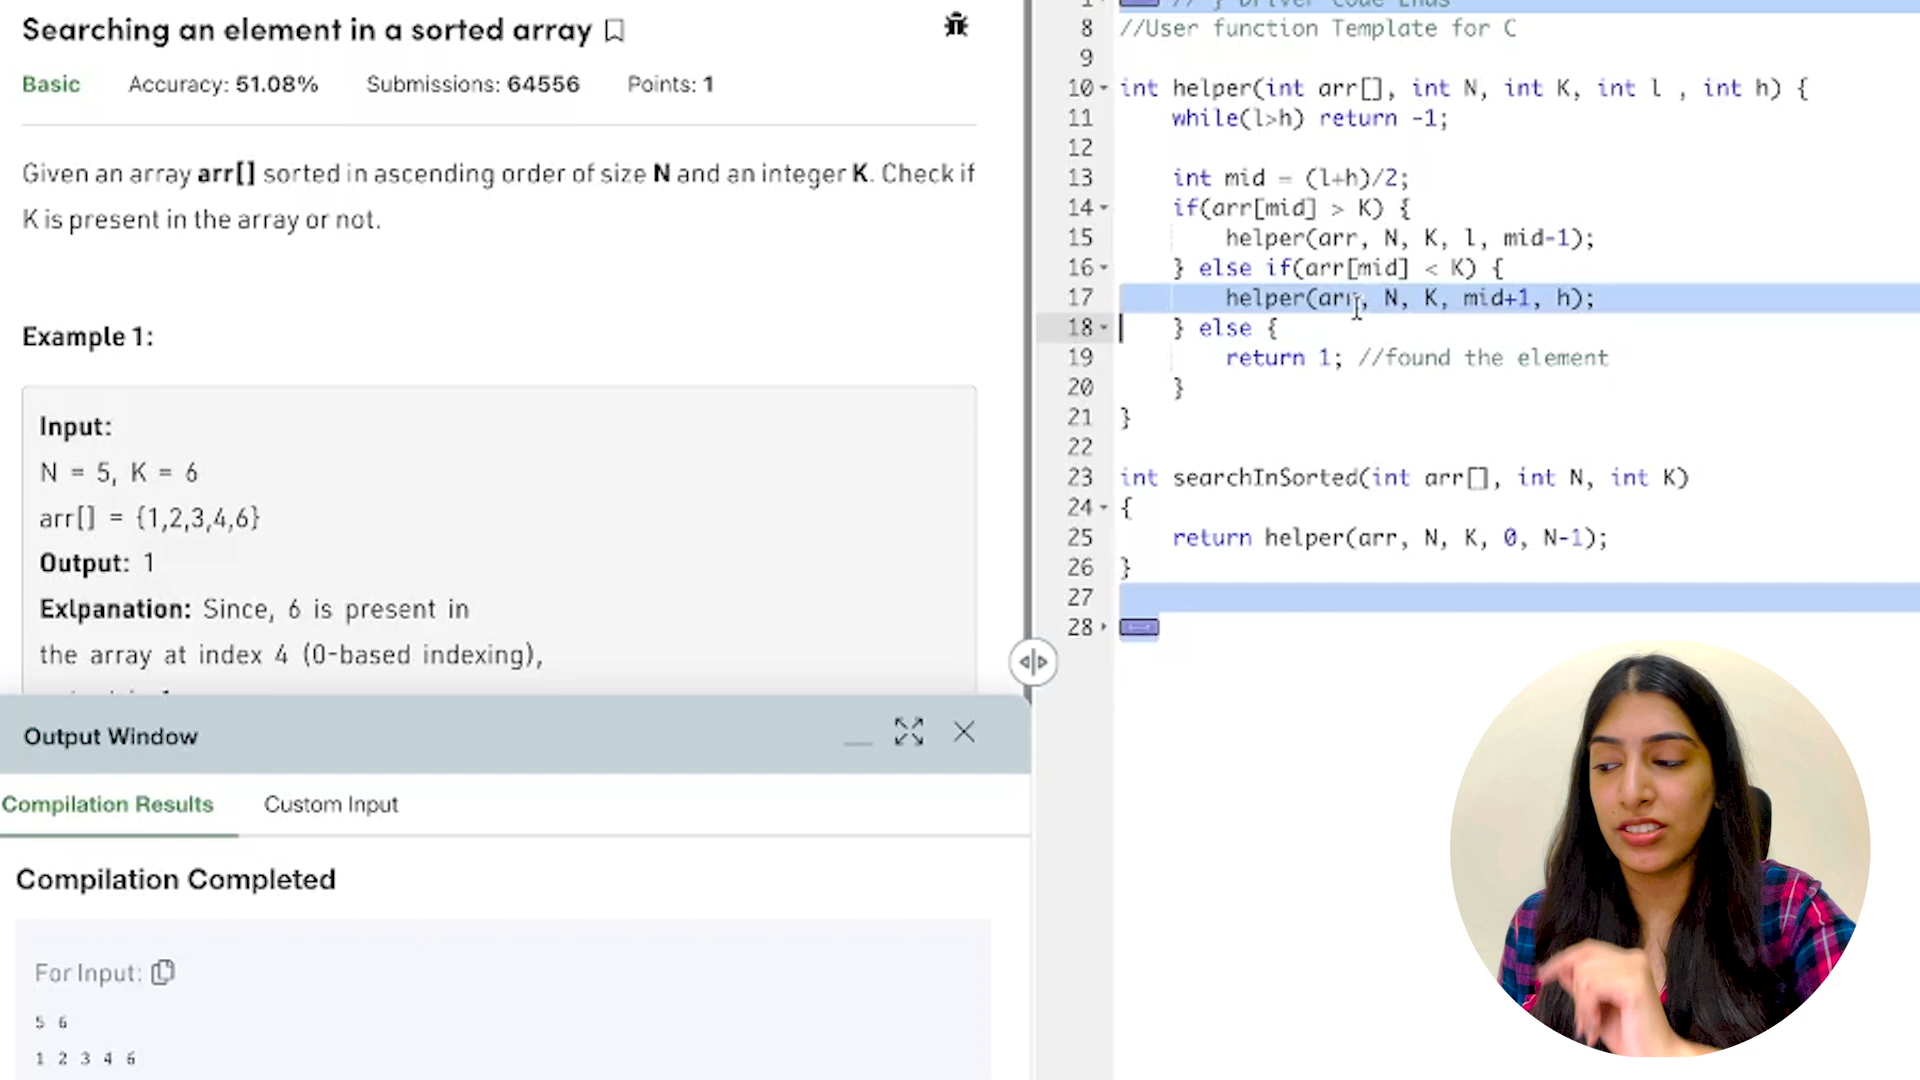 Searching an element in a sorted array
Basic Accuracy: 51.08% Submissions: 64556 Points: 1
Given an array arr[] sorted in ascending order of size N and an integer K. Check if
K is present in the array or not.
Example 1:
Input:
N = 5, K = 6
arr[] = {1,2,3,4,6}
Output: 1
Exlpanation: Since, 6 is present in
the array at index 4 (0-based indexing),
Output Window
Compilation Results Custom Input
Compilation Completed
For Input:
5 6
1 2 3 4 6
1 // } Driver Code Ends
8 //User function Template for C
9
10 int helper(int arr[], int N, int K, int l , int h) {
11 while(l>h) return -1;
12
13 int mid = (l+h)/2;
14 if(arr[mid] > K) {
15 helper(arr, N, K, l, mid-1);
16 } else if(arr[mid] < K) {
17 helper(arr, N, K, mid+1, h);
18 } else {
19 return 1; //found the element
20 }
21 }
22
23 int searchInSorted(int arr[], int N, int K)
24 {
25 return helper(arr, N, K, 0, N-1);
26 }
27
28